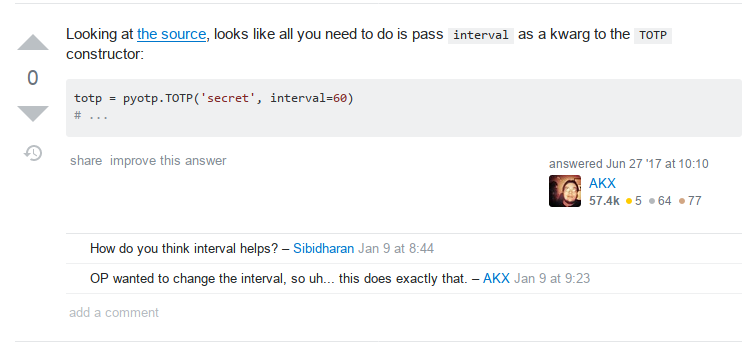 Looking at the source, looks like all you need to do is pass interval as a kwarg to the TOTP
constructor:
0
totp = pyotp.TOTP('secret', interval=60)
# ...
share improve this answer
answered Jun 27 '17 at 10:10
AKX
57.4k ●5 ●64 ●77
How do you think interval helps? – Sibidharan Jan 9 at 8:44
OP wanted to change the interval, so uh... this does exactly that. – AKX Jan 9 at 9:23
add a comment